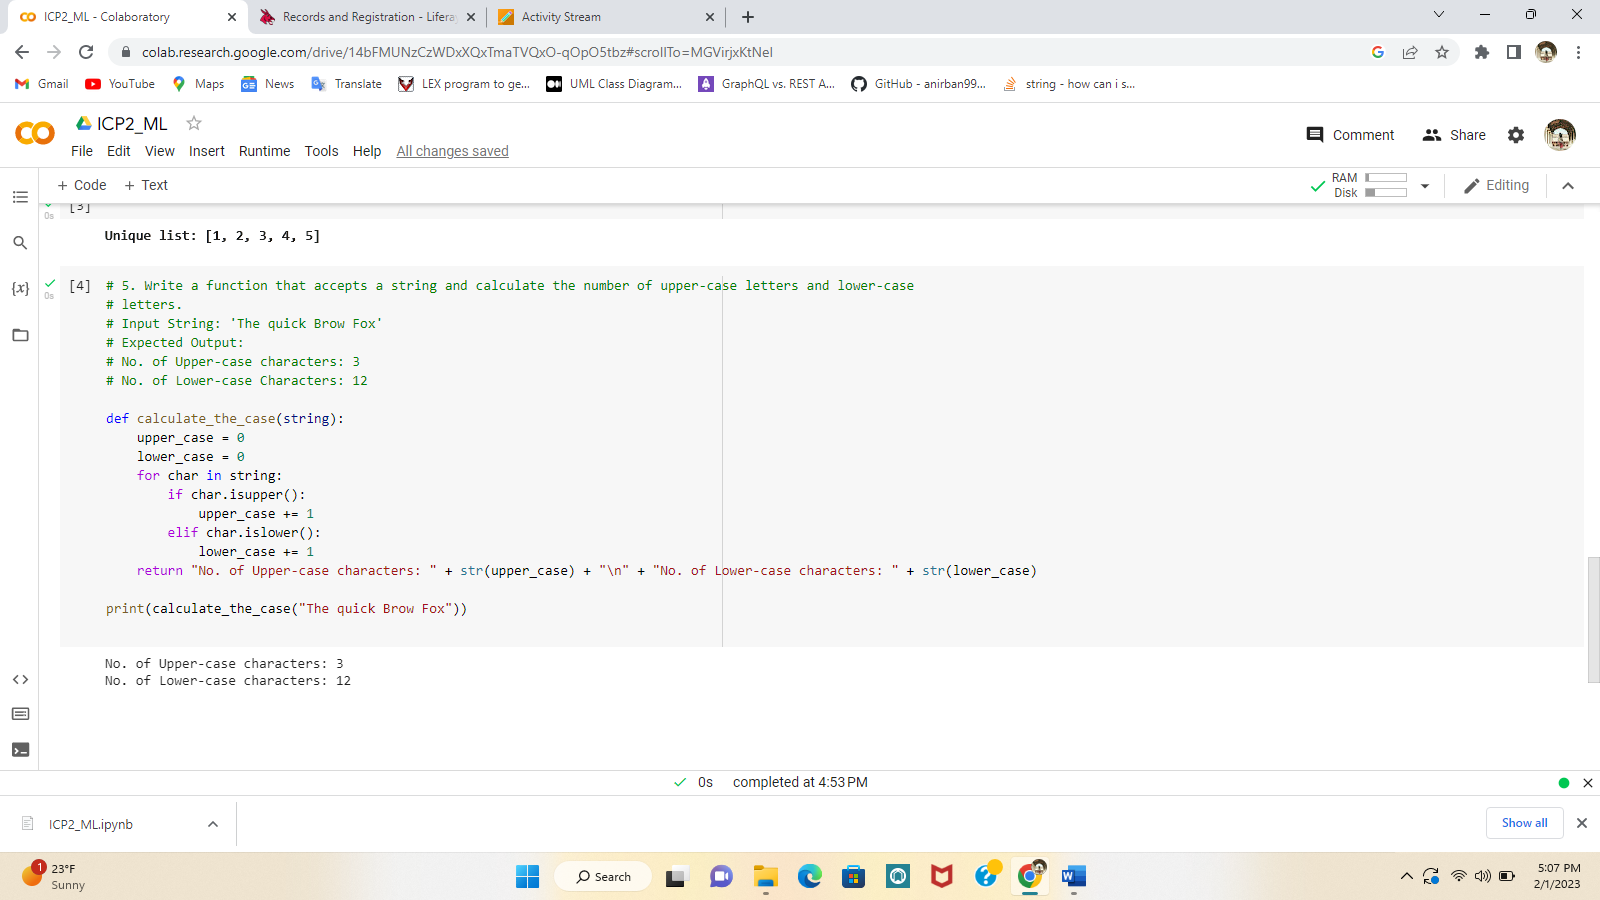 ICP2_ML - Colaboratory
Records and Registration - Lifera
Activity Stream
colab.research.google.com/drive/14bFMUNzCzWDxXQxTmaTVQxO-qOpO5tbz#scrollTo=MGVirjxKtNel
Gmail YouTube Maps News Translate LEX program to ge... UML Class Diagram... GraphQL vs. REST A... GitHub - anirban99... string - how can i s...
ICP2_ML
Comment Share
File Edit View Insert Runtime Tools Help All changes saved
+ Code + Text
RAM
Disk
Editing
[3]
0s
Unique list: [1, 2, 3, 4, 5]
{x}
0s
[4] # 5. Write a function that accepts a string and calculate the number of upper-case letters and lower-case
# letters.
# Input String: 'The quick Brow Fox'
# Expected Output:
# No. of Upper-case characters: 3
# No. of Lower-case Characters: 12
def calculate_the_case(string):
upper_case = 0
lower_case = 0
for char in string:
if char.isupper():
upper_case += 1
elif char.islower():
lower_case += 1
return "No. of Upper-case characters: " + str(upper_case) + "\n" + "No. of Lower-case characters: " + str(lower_case)
print(calculate_the_case("The quick Brow Fox"))
No. of Upper-case characters: 3
No. of Lower-case characters: 12
0s completed at 4:53 PM
ICP2_ML.ipynb
Show all
1
23°F
Sunny
Search
5:07 PM
2/1/2023